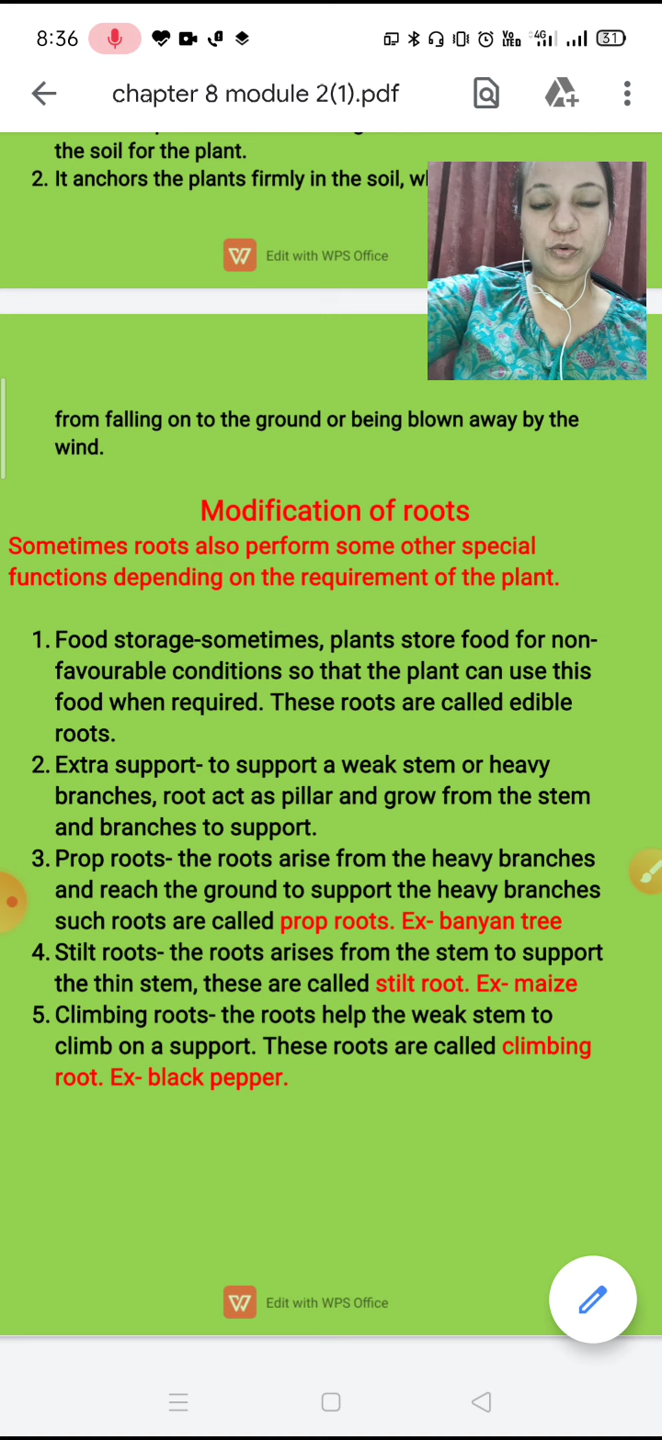 8:36
Vo LTED 4G 31
chapter 8 module 2(1).pdf
the soil for the plant.
2. It anchors the plants firmly in the soil,
Edit with WPS Office
from falling on to the ground or being blown away by the
wind.
Modification of roots
Sometimes roots also perform some other special
functions depending on the requirement of the plant.
1. Food storage-sometimes, plants store food for non-
favourable conditions so that the plant can use this
food when required. These roots are called edible
roots.
2. Extra support- to support a weak stem or heavy
branches, root act as pillar and grow from the stem
and branches to support.
3. Prop roots- the roots arise from the heavy branches
and reach the ground to support the heavy branches
such roots are called prop roots. Ex- banyan tree
4. Stilt roots- the roots arises from the stem to support
the thin stem, these are called stilt root. Ex- maize
5. Climbing roots- the roots help the weak stem to
climb on a support. These roots are called climbing
root. Ex- black pepper.
Edit with WPS Office